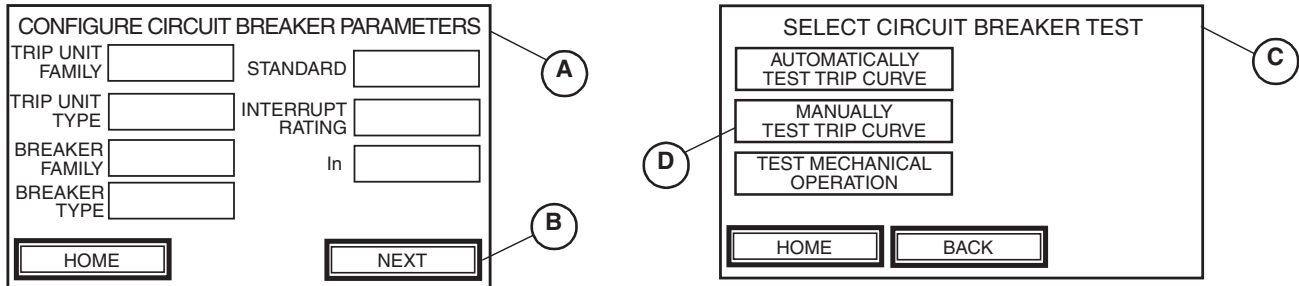 CONFIGURE CIRCUIT BREAKER PARAMETERS
TRIP UNIT
FAMILY
TRIP UNIT
TYPE
BREAKER
FAMILY
BREAKER
TYPE
STANDARD
INTERRUPT
RATING
In
HOME
NEXT
A
B
SELECT CIRCUIT BREAKER TEST
AUTOMATICALLY
TEST TRIP CURVE
MANUALLY
TEST TRIP CURVE
TEST MECHANICAL
OPERATION
HOME
BACK
C
D